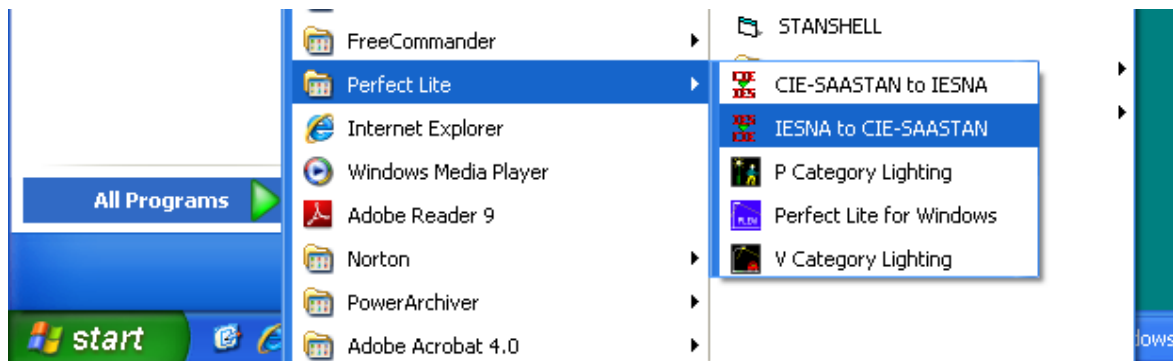 All Programs
start
FreeCommander
Perfect Lite
Internet Explorer
Windows Media Player
Adobe Reader 9
Norton
PowerArchiver
Adobe Acrobat 4.0
STANSHELL
CIE-SAASTAN to IESNA
IESNA to CIE-SAASTAN
P Category Lighting
Perfect Lite for Windows
V Category Lighting
dows